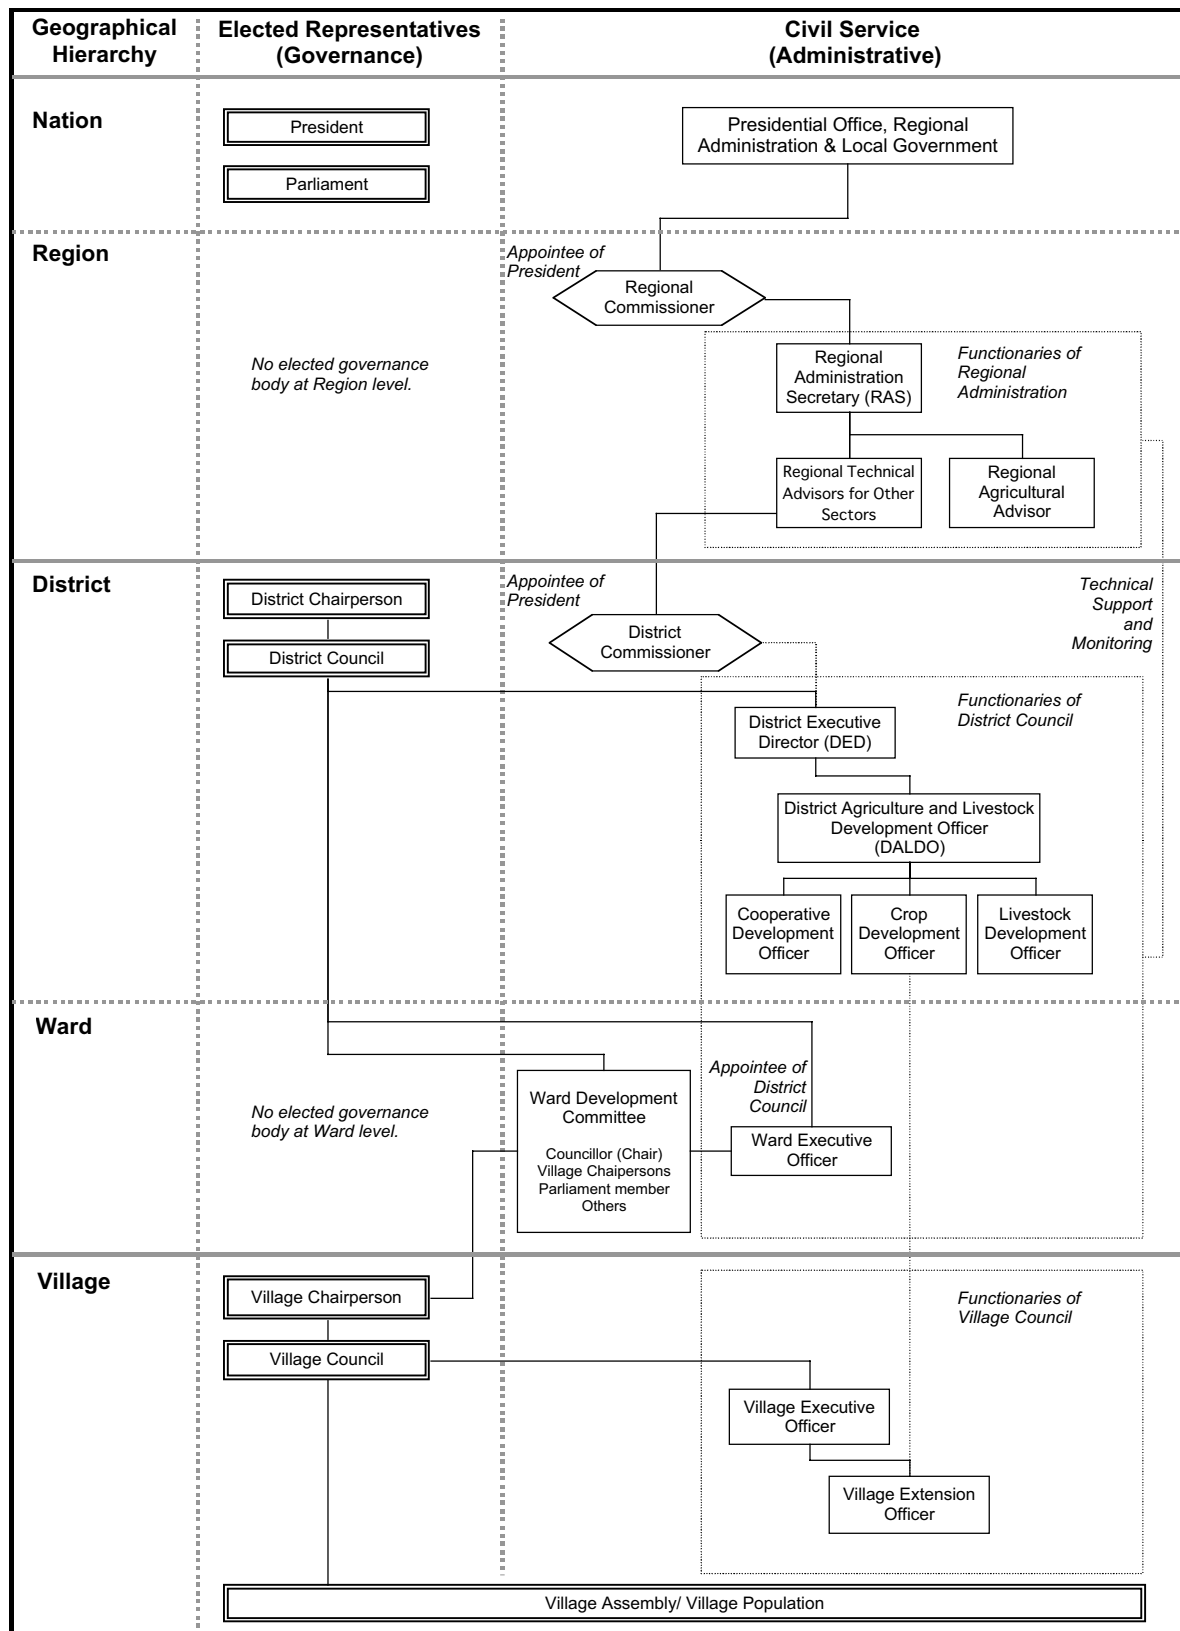 Geographical
Hierarchy
Elected Representatives
(Governance)
Civil Service
(Administrative)
Nation
President
Parliament
Presidential Office, Regional
Administration & Local Government
Region
Appointee of
President
Regional
Commissioner
No elected governance
body at Region level.
Regional
Administration
Secretary (RAS)
Functionaries of
Regional
Administration
Regional Technical
Advisors for Other
Sectors
Regional
Agricultural
Advisor
District
District Chairperson
District Council
Appointee of
President
District
Commissioner
Technical
Support
and
Monitoring
Functionaries of
District Council
District Executive
Director (DED)
District Agriculture and Livestock
Development Officer
(DALDO)
Cooperative
Development
Officer
Crop
Development
Officer
Livestock
Development
Officer
Ward
No elected governance
body at Ward level.
Ward Development
Committee
Councillor (Chair)
Village Chaipersons
Parliament member
Others
Appointee of
District
Council
Ward Executive
Officer
Village
Village Chairperson
Village Council
Functionaries of
Village Council
Village Executive
Officer
Village Extension
Officer
Village Assembly/ Village Population